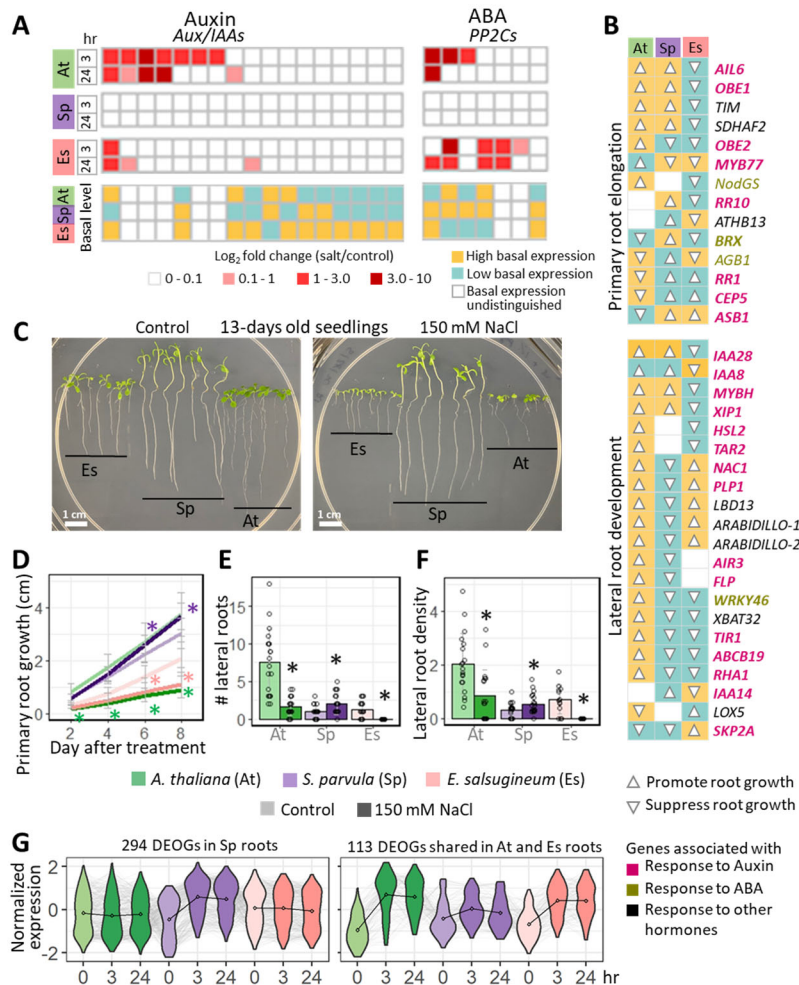 A
Auxin
Aux/IAAs
ABA
PP2Cs
hr
At
3
24
Sp
3
24
Es
3
24
At
Sp
Es
Basal level
Log2 fold change (salt/control)
0 - 0.1
0.1 - 1
1 - 3.0
3.0 - 10
High basal expression
Low basal expression
Basal expression
undistinguished
B
At Sp Es
Primary root elongation
AIL6
OBE1
TIM
SDHAF2
OBE2
MYB77
NodGS
RR10
ATHB13
BRX
AGB1
RR1
CEP5
ASB1
Lateral root development
IAA28
IAA8
MYBH
XIP1
HSL2
TAR2
NAC1
PLP1
LBD13
ARABIDILLO-1
ARABIDILLO-2
AIR3
FLP
WRKY46
XBAT32
TIR1
ABCB19
RHA1
IAA14
LOX5
SKP2A
Promote root growth
Suppress root growth
Genes associated with
Response to Auxin
Response to ABA
Response to other
hormones
C
Control
13-days old seedlings
150 mM NaCl
Es
Sp
At
1 cm
Es
Sp
At
1 cm
D
Primary root growth (cm)
4
2
0
2 4 6 8
Day after treatment
* * * * * * * *
E
# lateral roots
15
10
5
0
* * *
At Sp Es
F
Lateral root density
4
2
0
* * *
At Sp Es
A. thaliana (At)
S. parvula (Sp)
E. salsugineum (Es)
Control
150 mM NaCl
G
294 DEOGs in Sp roots
113 DEOGs shared in At and Es roots
Normalized
expression
2
0
-2
0 3 24 0 3 24 0 3 24
0 3 24 0 3 24 0 3 24 hr